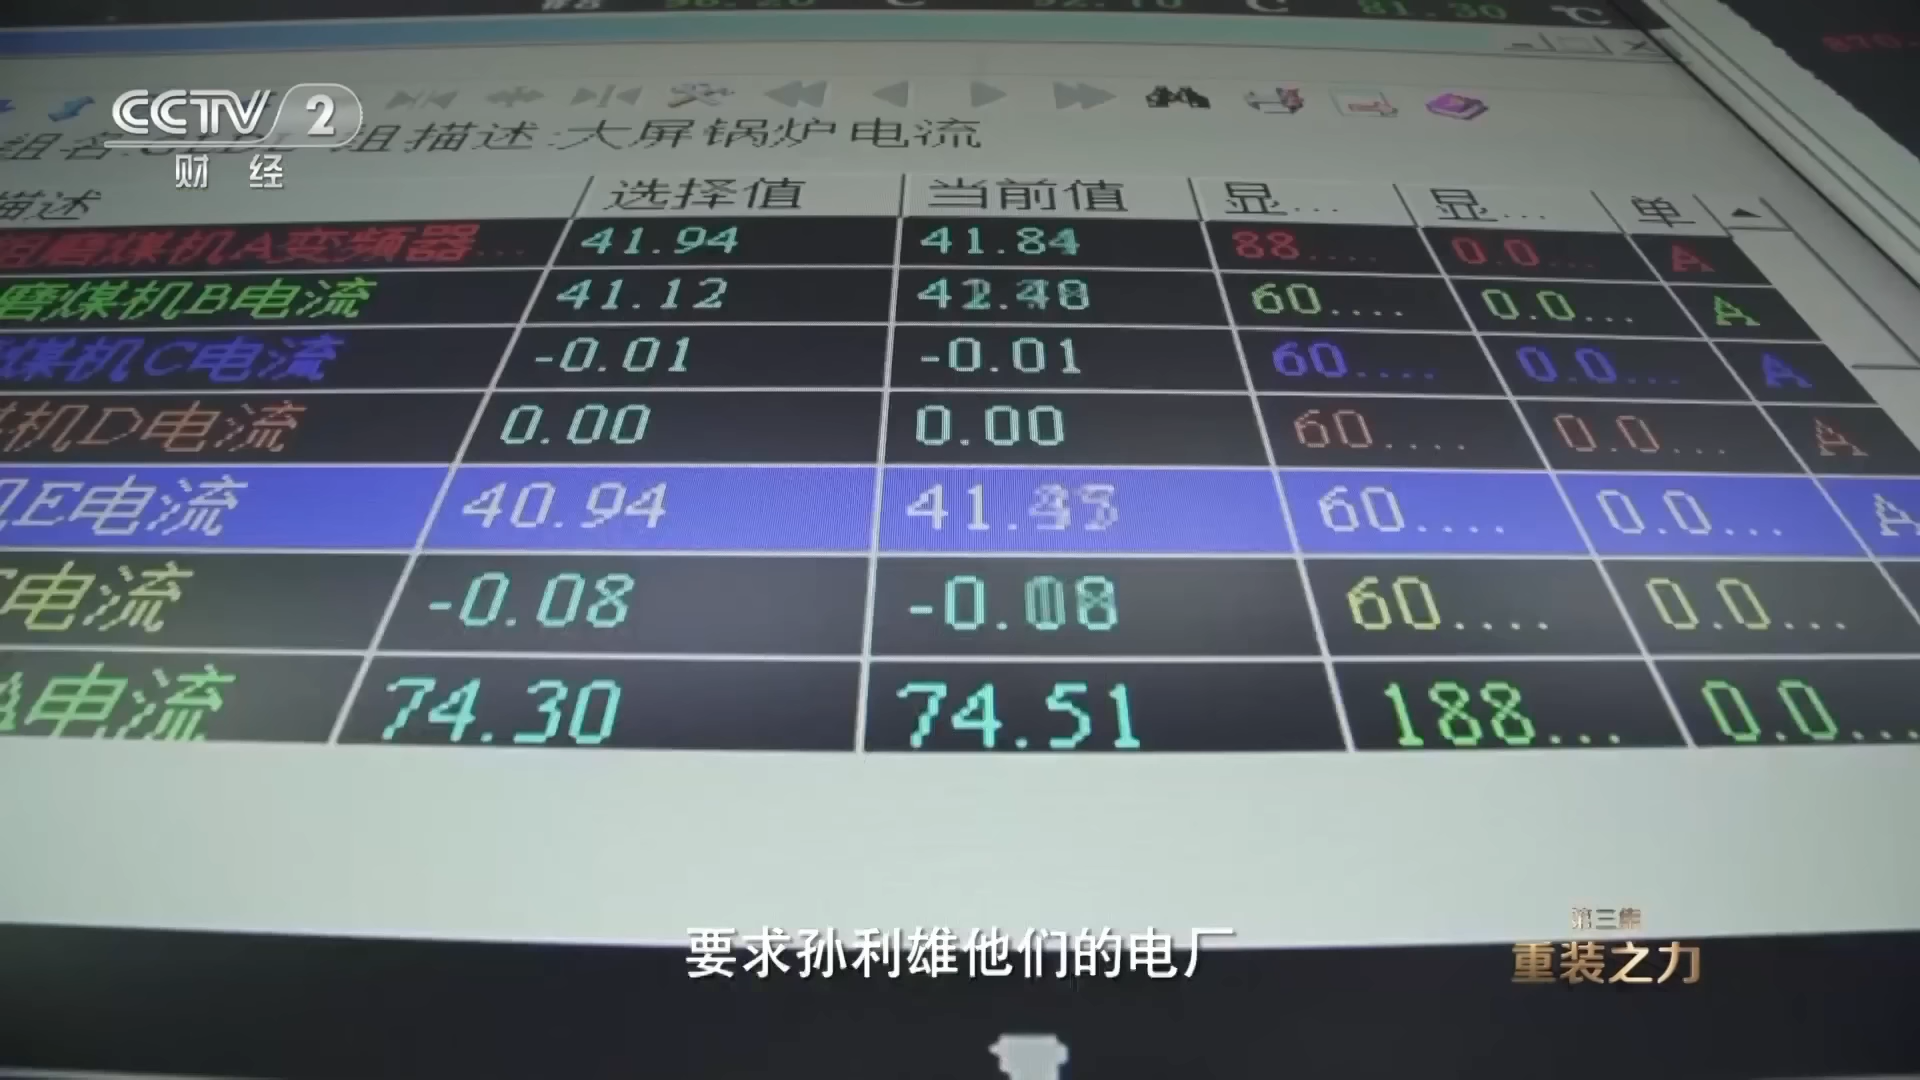 CCTV 2
财 经
组描述:大屏锅炉电流
描述 选择值 当前值 显... 显... 单
磨煤机A变频器... 41.94 41.84 88.... 0.0... A
磨煤机B电流 41.12 60.... 0.0... A
煤机C电流 -0.01 -0.01 60.... 0.0... A
机D电流 0.00 0.00 60.... 0.0... A
E电流 40.94 60.... 0.0... A
电流 -0.08 60.... 0.0...
A电流 74.30 74.51 188... 0.0...
要求孙利雄他们的电厂
第三集
重装之力